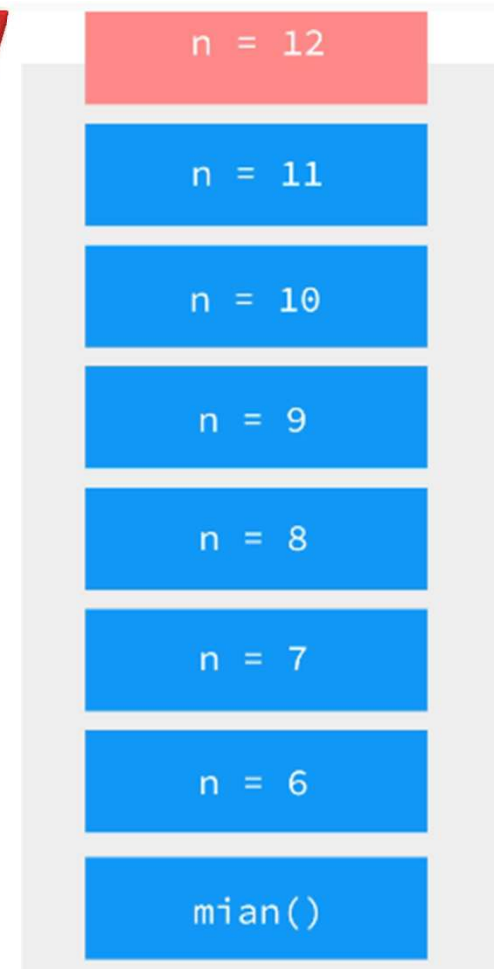 n = 12
n = 11
n = 10
n = 9
n = 8
n = 7
n = 6
mian()